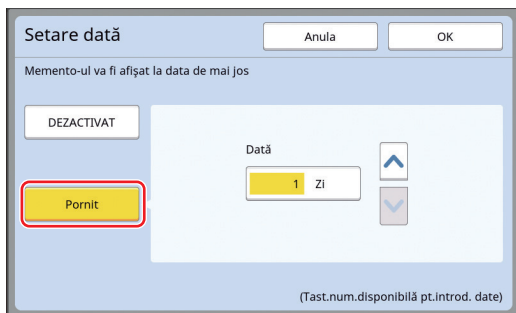 Setare dată
Anula
OK
Memento-ul va fi afișat la data de mai jos
DEZACTIVAT
Dată
1 Zi
Pornit
(Tast.num.disponibilă pt.introd. date)